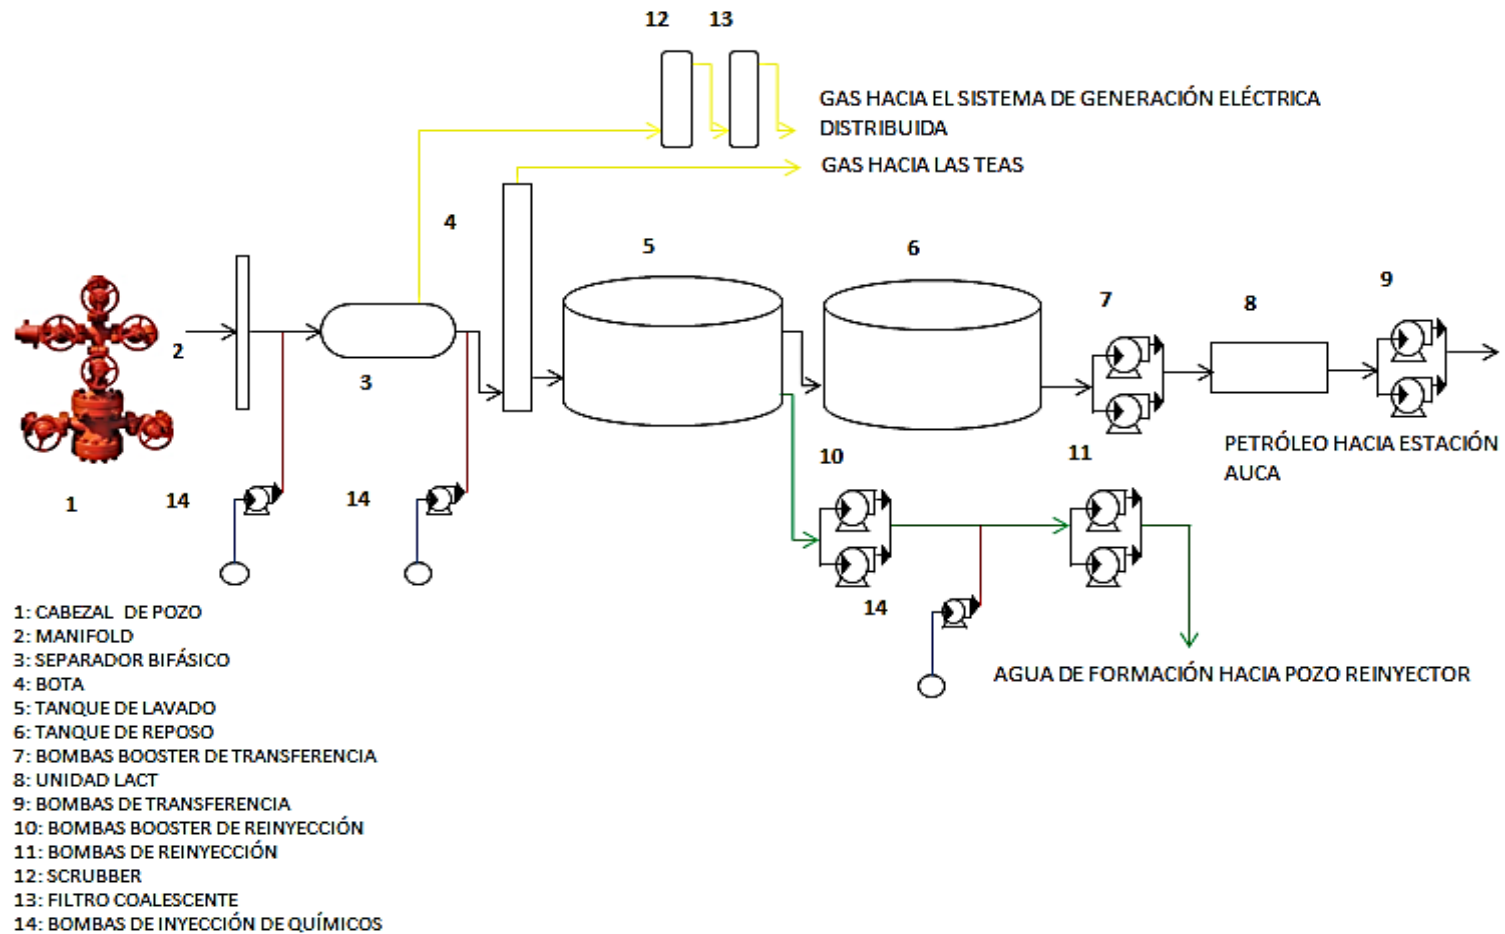 12
13
GAS HACIA EL SISTEMA DE GENERACIÓN ELÉCTRICA
DISTRIBUIDA
GAS HACIA LAS TEAS
4
5
6
9
7
8
2
3
PETRÓLEO HACIA ESTACIÓN
AUCA
10
11
1
14
14
14
AGUA DE FORMACIÓN HACIA POZO REINYECTOR
1: CABEZAL DE POZO
2: MANIFOLD
3: SEPARADOR BIFÁSICO
4: BOTA
5: TANQUE DE LAVADO
6: TANQUE DE REPOSO
7: BOMBAS BOOSTER DE TRANSFERENCIA
8: UNIDAD LACT
9: BOMBAS DE TRANSFERENCIA
10: BOMBAS BOOSTER DE REINYECCIÓN
11: BOMBAS DE REINYECCIÓN
12: SCRUBBER
13: FILTRO COALESCENTE
14: BOMBAS DE INYECCIÓN DE QUÍMICOS